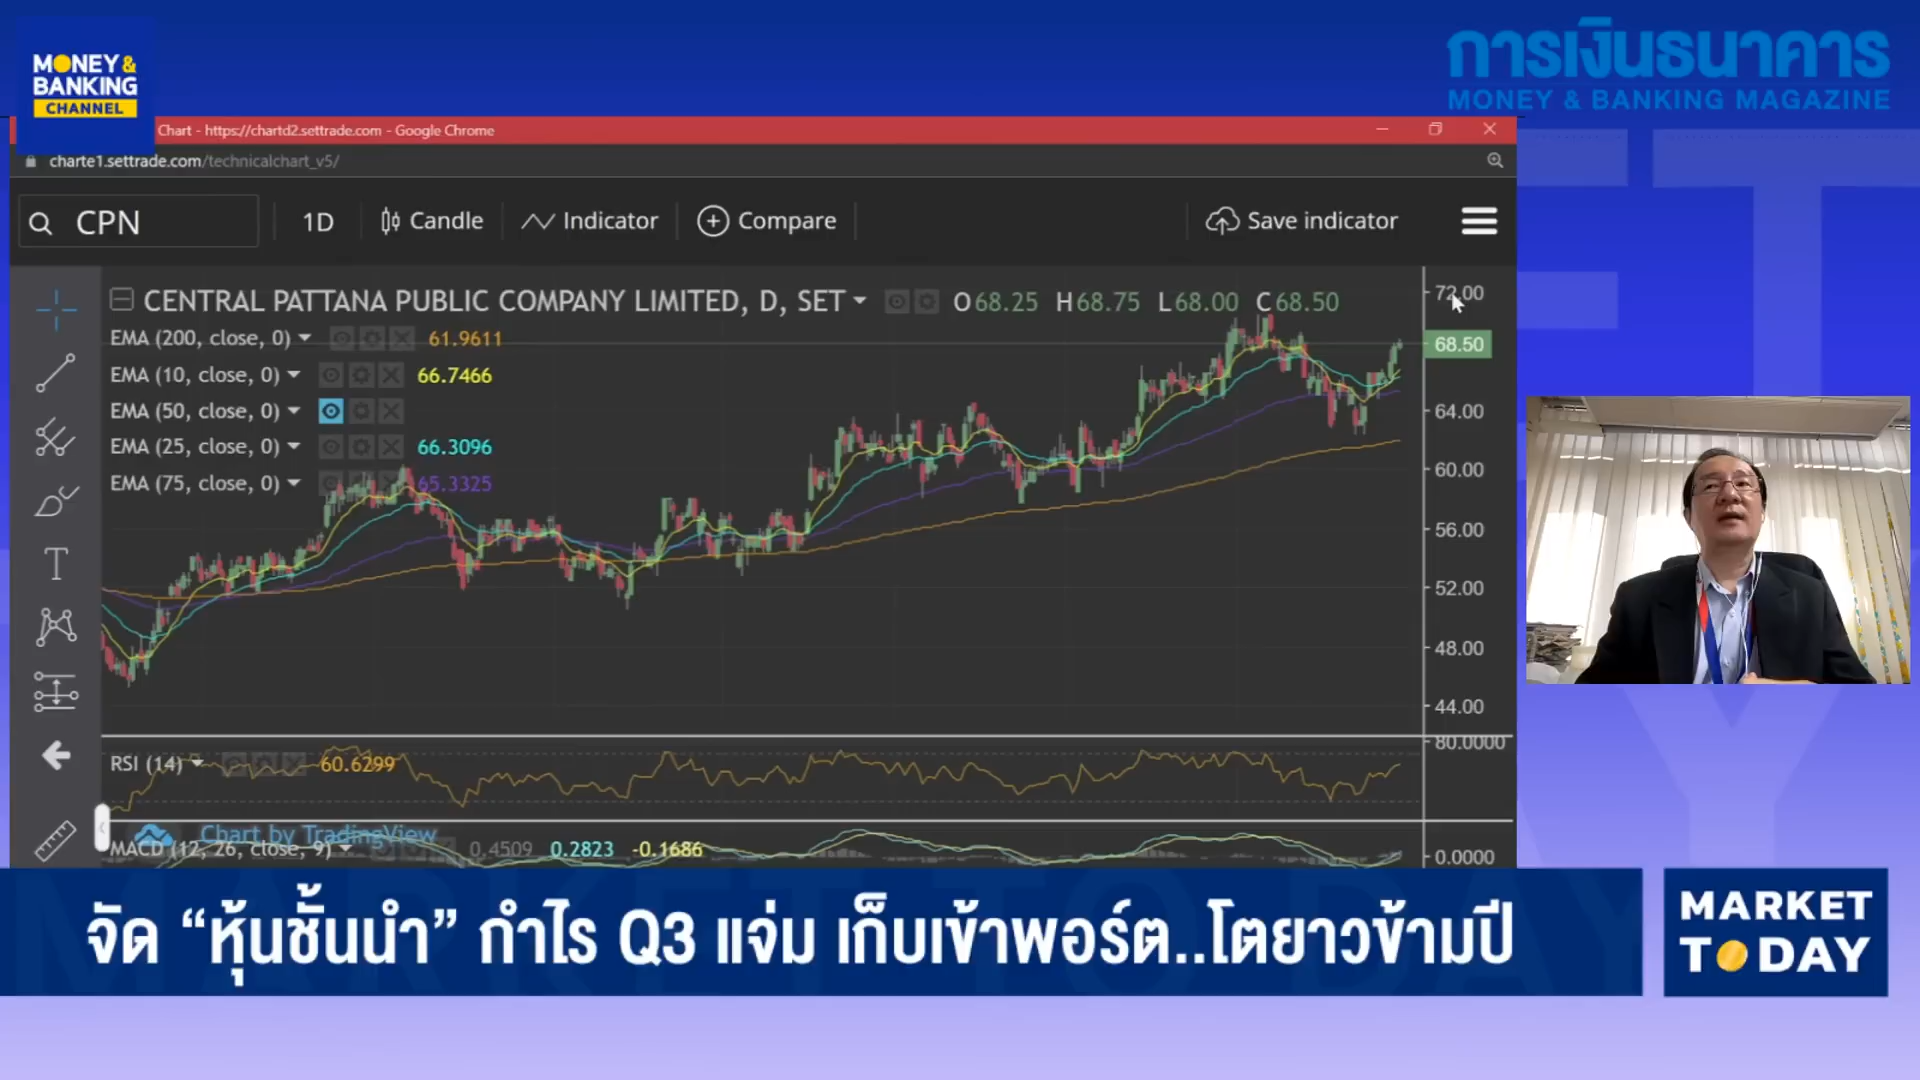 MONEY &
BANKING
CHANNEL
การเงินธนาคาร
MONEY & BANKING MAGAZINE
Chart - https://chartd2.settrade.com - Google Chrome
charte1.settrade.com/technicalchart_v5/
CPN
1D
Candle
Indicator
Compare
Save indicator
CENTRAL PATTANA PUBLIC COMPANY LIMITED, D, SET
O68.25 H68.75 L68.00 C68.50
EMA (200, close, 0) 61.9611
EMA (10, close, 0) 66.7466
EMA (50, close, 0)
EMA (25, close, 0) 66.3096
EMA (75, close, 0) 65.3325
72.00
68.50
64.00
60.00
56.00
52.00
48.00
44.00
80.0000
RSI (14) 60.6299
Chart by TradingView
MACD (12, 26, close, 9) 0.4509 0.2823 -0.1686
0.0000
จัด “หุ้นชั้นนำ” กำไร Q3 แจ่ม เก็บเข้าพอร์ต..โตยาวข้ามปี
MARKET
TODAY